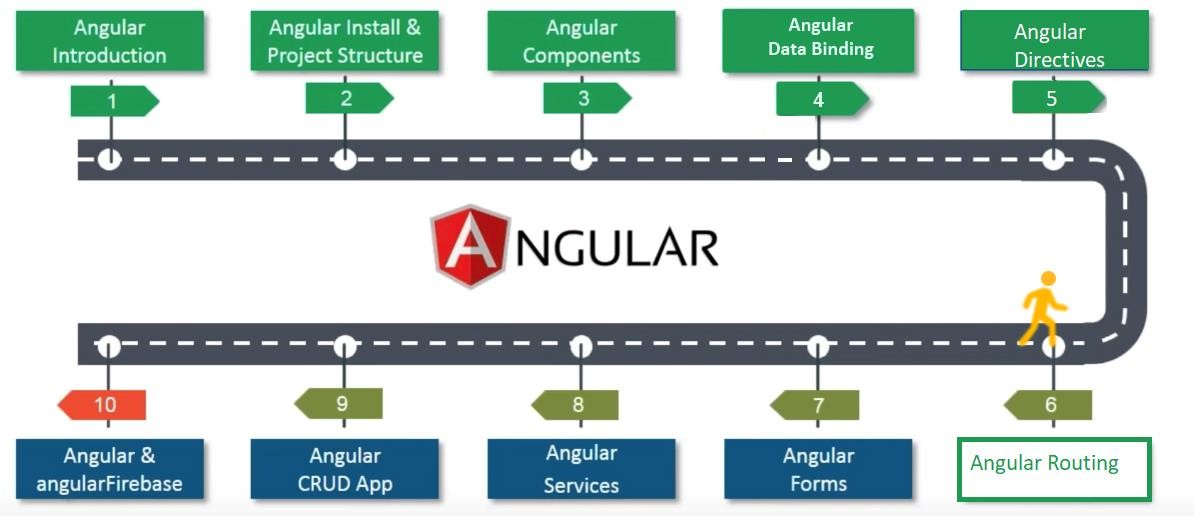 Angular
Introduction
Angular Install &
Project Structure
Angular
Components
Angular
Data Binding
Angular
Directives
1
2
3
4
5
ANGULAR
10
9
8
7
6
Angular &
angularFirebase
Angular
CRUD App
Angular
Services
Angular
Forms
Angular Routing